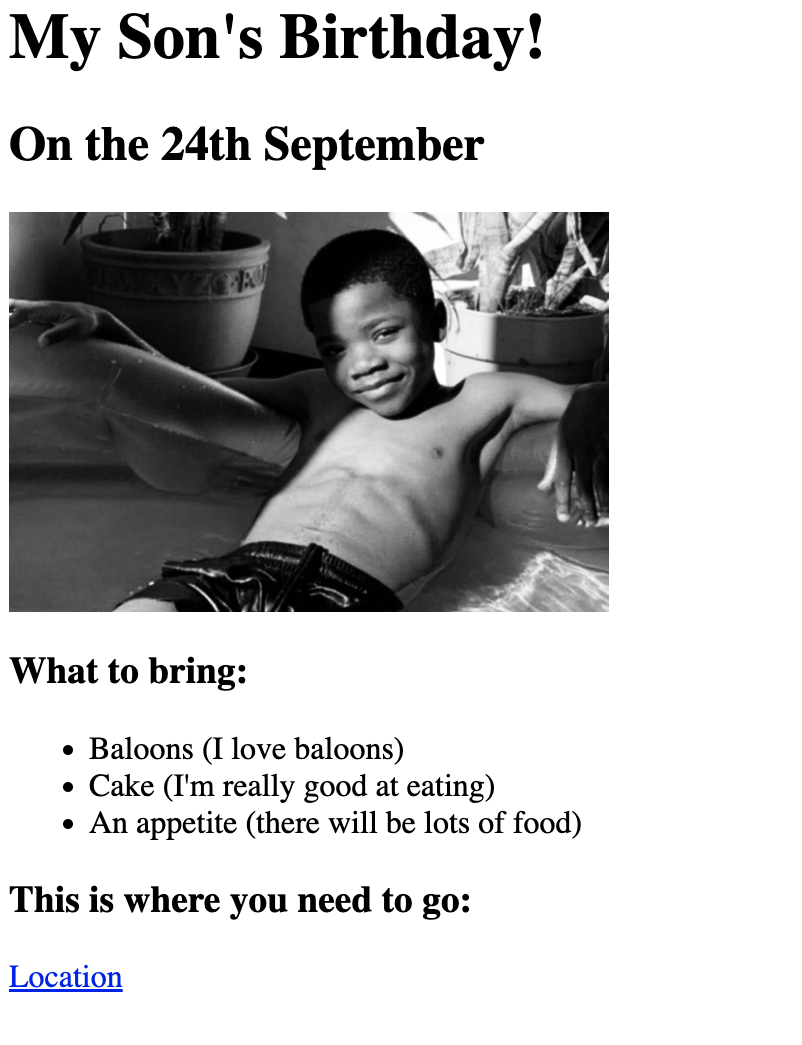 My Son's Birthday!
On the 24th September
What to bring:
Baloons (I love baloons)
Cake (I'm really good at eating)
An appetite (there will be lots of food)
This is where you need to go:
Location